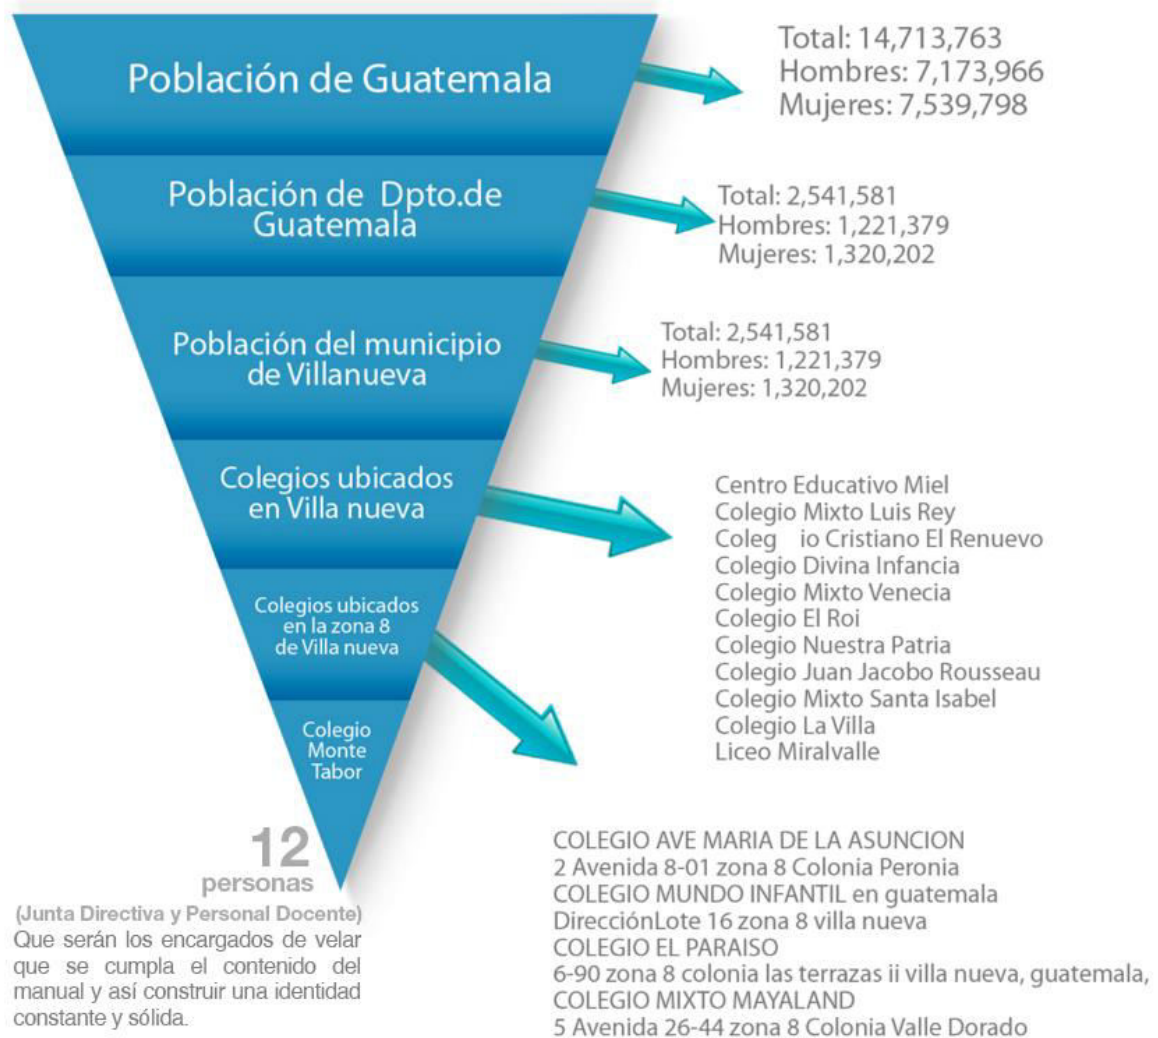 Población de Guatemala
Total: 14,713,763
Hombres: 7,173,966
Mujeres: 7,539,798
Población de Dpto.de
Guatemala
Total: 2,541,581
Hombres: 1,221,379
Mujeres: 1,320,202
Población del municipio
de Villanueva
Total: 2,541,581
Hombres: 1,221,379
Mujeres: 1,320,202
Colegios ubicados
en Villa nueva
Centro Educativo Miel
Colegio Mixto Luis Rey
Coleg io Cristiano El Renuevo
Colegio Divina Infancia
Colegio Mixto Venecia
Colegio El Roi
Colegio Nuestra Patria
Colegio Juan Jacobo Rousseau
Colegio Mixto Santa Isabel
Colegio La Villa
Liceo Miralvalle
Colegios ubicados
en la zona 8
de Villa nueva
COLEGIO AVE MARIA DE LA ASUNCION
2 Avenida 8-01 zona 8 Colonia Peronia
COLEGIO MUNDO INFANTIL en guatemala
DirecciónLote 16 zona 8 villa nueva
COLEGIO EL PARAISO
6-90 zona 8 colonia las terrazas ii villa nueva, guatemala,
COLEGIO MIXTO MAYALAND
5 Avenida 26-44 zona 8 Colonia Valle Dorado
Colegio
Monte
Tabor
12
personas
(Junta Directiva y Personal Docente)
Que serán los encargados de velar
que se cumpla el contenido del
manual y así construir una identidad
constante y sólida.